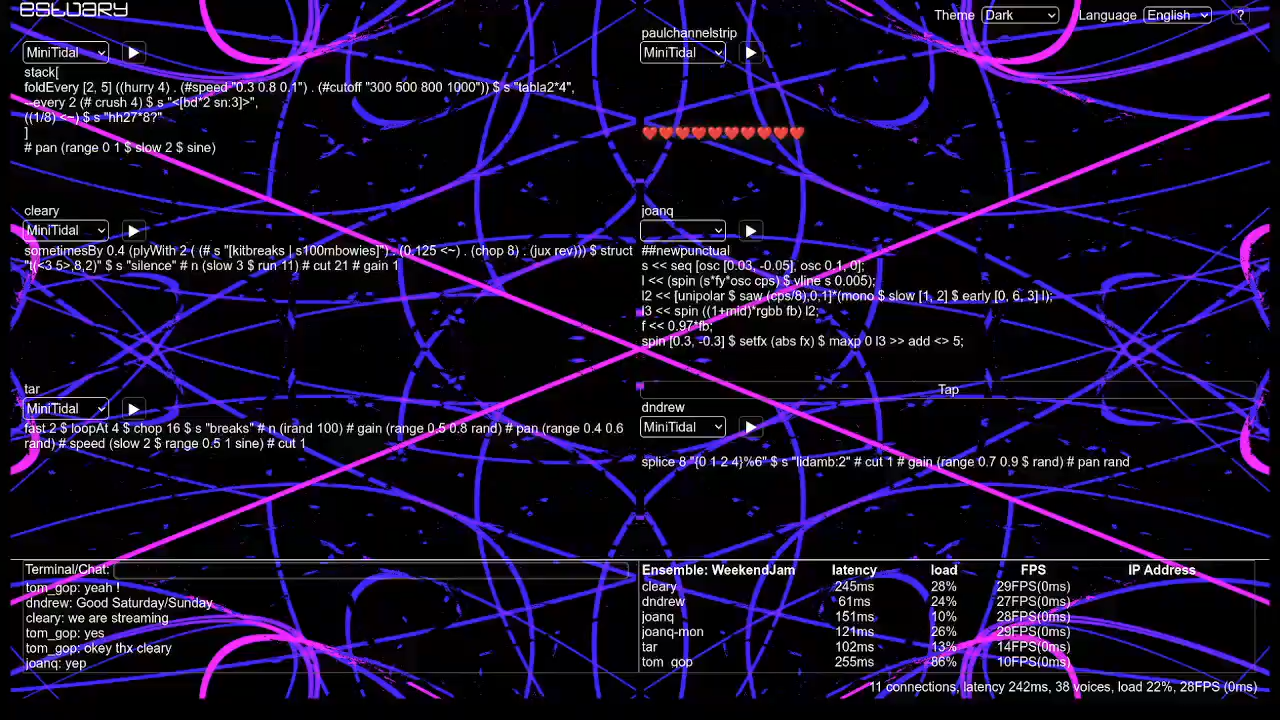 estuary
Theme Dark Language English ?
MiniTidal
stack[
foldEvery [2, 5] ((hurry 4) . (#speed "0.3 0.8 0.1") . (#cutoff "300 500 800 1000")) $ s "tabla2*4",
--every 2 (# crush 4) $ s "<[bd*2 sn:3]>",
((1/8) <~) $ s "hh27*8?"
]
# pan (range 0 1 $ slow 2 $ sine)
paulchannelstrip
MiniTidal
❤️❤️❤️❤️❤️❤️❤️❤️❤️❤️
cleary
MiniTidal
sometimesBy 0.4 (plyWith 2 ( (# s "[kitbreaks | s100mbowies]") . (0.125 <~) . (chop 8) . (jux rev))) $ struct
"t(<3 5>,8,2)" $ s "silence" # n (slow 3 $ run 11) # cut 21 # gain 1
joanq
##newpunctual
s << seq [osc [0.03, -0.05], osc 0.1, 0];
l << (spin (s*fy*osc cps) $ vline s 0.005);
l2 << [unipolar $ saw (cps/8),0.1]*(mono $ slow [1, 2] $ early [0, 6, 3] l);
l3 << spin ((1+mid)*rgbb fb) l2;
f << 0.97*fb;
spin [0.3, -0.3] $ setfx (abs fx) $ maxp 0 l3 >> add <> 5;
tar
MiniTidal
fast 2 $ loopAt 4 $ chop 16 $ s "breaks" # n (irand 100) # gain (range 0.5 0.8 rand) # pan (range 0.4 0.6
rand) # speed (slow 2 $ range 0.5 1 sine) # cut 1
Tap
dndrew
MiniTidal
splice 8 "{0 1 2 4}%6" $ s "lidamb:2" # cut 1 # gain (range 0.7 0.9 $ rand) # pan rand
Terminal/Chat:
tom_gop: yeah !
dndrew: Good Saturday/Sunday
cleary: we are streaming
tom_gop: yes
tom_gop: okey thx cleary
joanq: yep
Ensemble: WeekendJam latency load FPS IP Address
cleary 245ms 28% 29FPS(0ms)
dndrew 61ms 24% 27FPS(0ms)
joanq 151ms 10% 28FPS(0ms)
joanq-mon 121ms 26% 29FPS(0ms)
tar 102ms 13% 14FPS(0ms)
tom_gop 255ms 86% 10FPS(0ms)
11 connections, latency 242ms, 38 voices, load 22%, 28FPS (0ms)